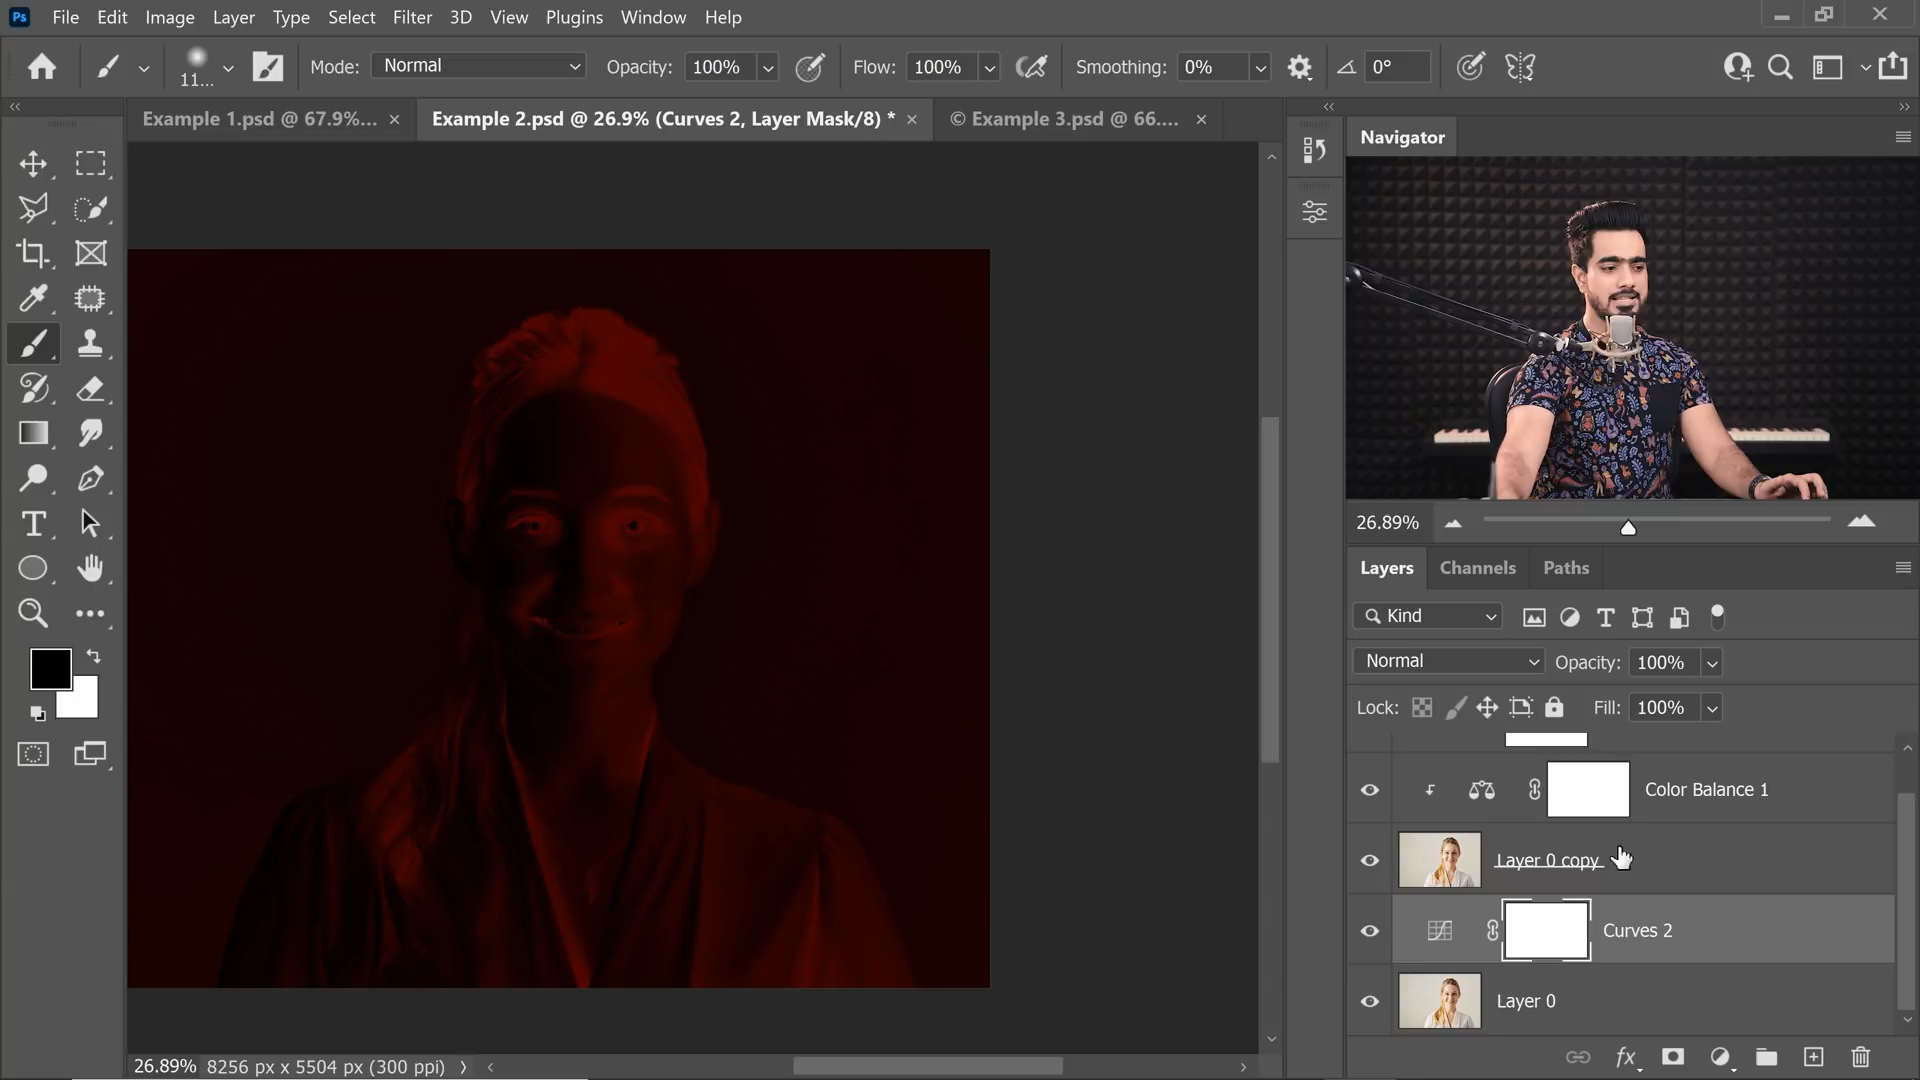 Ps File Edit Image Layer Type Select Filter 3D View Plugins Window Help
11... Mode: Normal Opacity: 100% Flow: 100% Smoothing: 0% 0°
Example 1.psd @ 67.9%... × Example 2.psd @ 26.9% (Curves 2, Layer Mask/8) * × © Example 3.psd @ 66.... ×
Navigator
26.89%
Layers Channels Paths
Kind
Normal Opacity: 100%
Lock: Fill: 100%
Color Balance 1
Layer 0 copy
Curves 2
Layer 0
26.89% 8256 px x 5504 px (300 ppi)